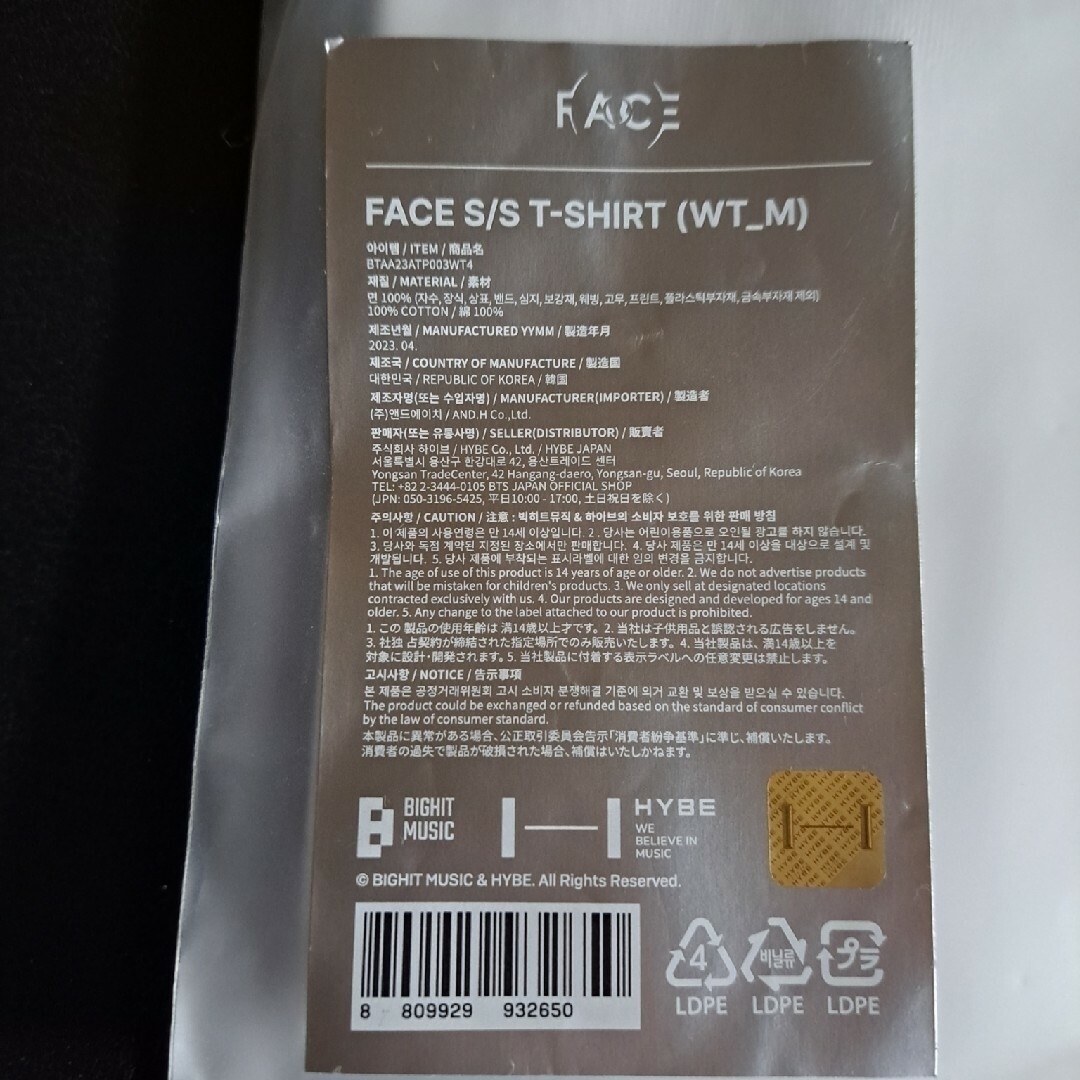 FACE
FACE S/S T-SHIRT (WT_M)
아이템 / ITEM / 商品名
BTAA23ATP003WT4
재질 / MATERIAL / 素材
면 100% (자수, 장식, 상표, 밴드, 심지, 보강재, 웨빙, 고무, 프린트, 플라스틱부자재, 금속부자재 제외)
100% COTTON / 綿 100%
제조년월 / MANUFACTURED YYMM / 製造年月
2023. 04.
제조국 / COUNTRY OF MANUFACTURE / 製造国
대한민국 / REPUBLIC OF KOREA / 韓国
제조자명(또는 수입자명) / MANUFACTURER(IMPORTER) / 製造者
(주)앤드에이치 / AND.H Co.,Ltd.
판매자(또는 유통사명) / SELLER(DISTRIBUTOR) / 販賣者
주식회사 하이브 / HYBE Co., Ltd. / HYBE JAPAN
서울특별시 용산구 한강대로 42, 용산트레이드 센터
Yongsan TradeCenter, 42 Hangang-daero, Yongsan-gu, Seoul, Republic of Korea
TEL: +82 2-3444-0105 BTS JAPAN OFFICIAL SHOP
(JPN: 050-3196-5425, 平日10:00 - 17:00, 土日祝日を除く)
주의사항 / CAUTION / 注意 : 빅히트뮤직 & 하이브의 소비자 보호를 위한 판매 방침
1. 이 제품의 사용연령은 만 14세 이상입니다. 2. 당사는 어린이용품으로 오인될 광고를 하지 않습니다.
3. 당사와 독점 계약된 지정된 장소에서만 판매합니다. 4. 당사 제품은 만 14세 이상을 대상으로 설계 및
개발됩니다. 5. 당사 제품에 부착되는 표시라벨에 대한 임의 변경을 금지합니다.
1. The age of use of this product is 14 years of age or older. 2. We do not advertise products
that will be mistaken for children's products. 3. We only sell at designated locations
contracted exclusively with us. 4. Our products are designed and developed for ages 14 and
older. 5. Any change to the label attached to our product is prohibited.
1. この 製品の使用年齢は 満14歳以上才です。2. 当社は子供用品と誤認される広告をしません。
3. 社独 占契約が締結された指定場所でのみ販売いたします。4. 当社製品は、満14歳以上を
対象に設計・開発されます。5. 当社製品に付着する表示ラベルへの任意変更は禁止します。
고시사항 / NOTICE / 告示事項
본 제품은 공정거래위원회 고시 소비자 분쟁해결 기준에 의거 교환 및 보상을 받으실 수 있습니다.
The product could be exchanged or refunded based on the standard of consumer conflict
by the law of consumer standard.
本製品に異常がある場合、公正取引委員会告示「消費者紛争基準」に準じ、補償いたします。
消費者の過失で製品が破損された場合、補償はいたしかねます。
BIGHIT
MUSIC
HYBE
WE
BELIEVE IN
MUSIC
© BIGHIT MUSIC & HYBE. All Rights Reserved.
8 809929 932650
4
비닐류
プラ
LDPE LDPE LDPE